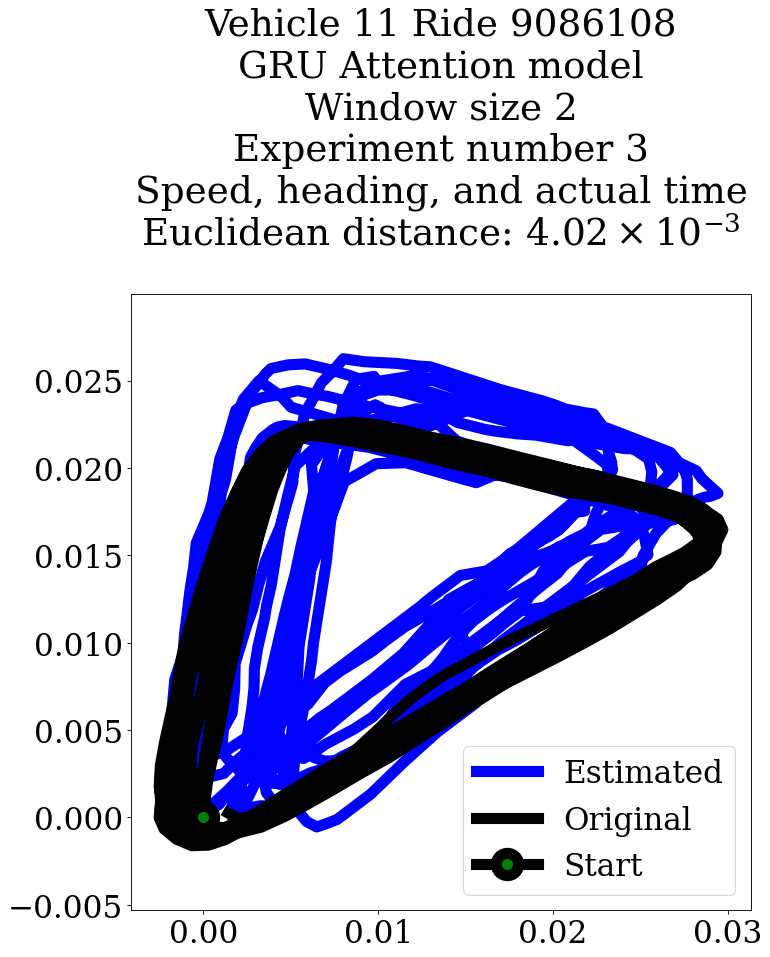 Vehicle 11 Ride 9086108
GRU Attention model
Window size 2
Experiment number 3
Speed, heading, and actual time
Euclidean distance: 4.02 × 10⁻³
0.025
0.020
0.015
0.010
0.005
0.000
−0.005
0.00
0.01
0.02
0.03
Estimated
Original
Start